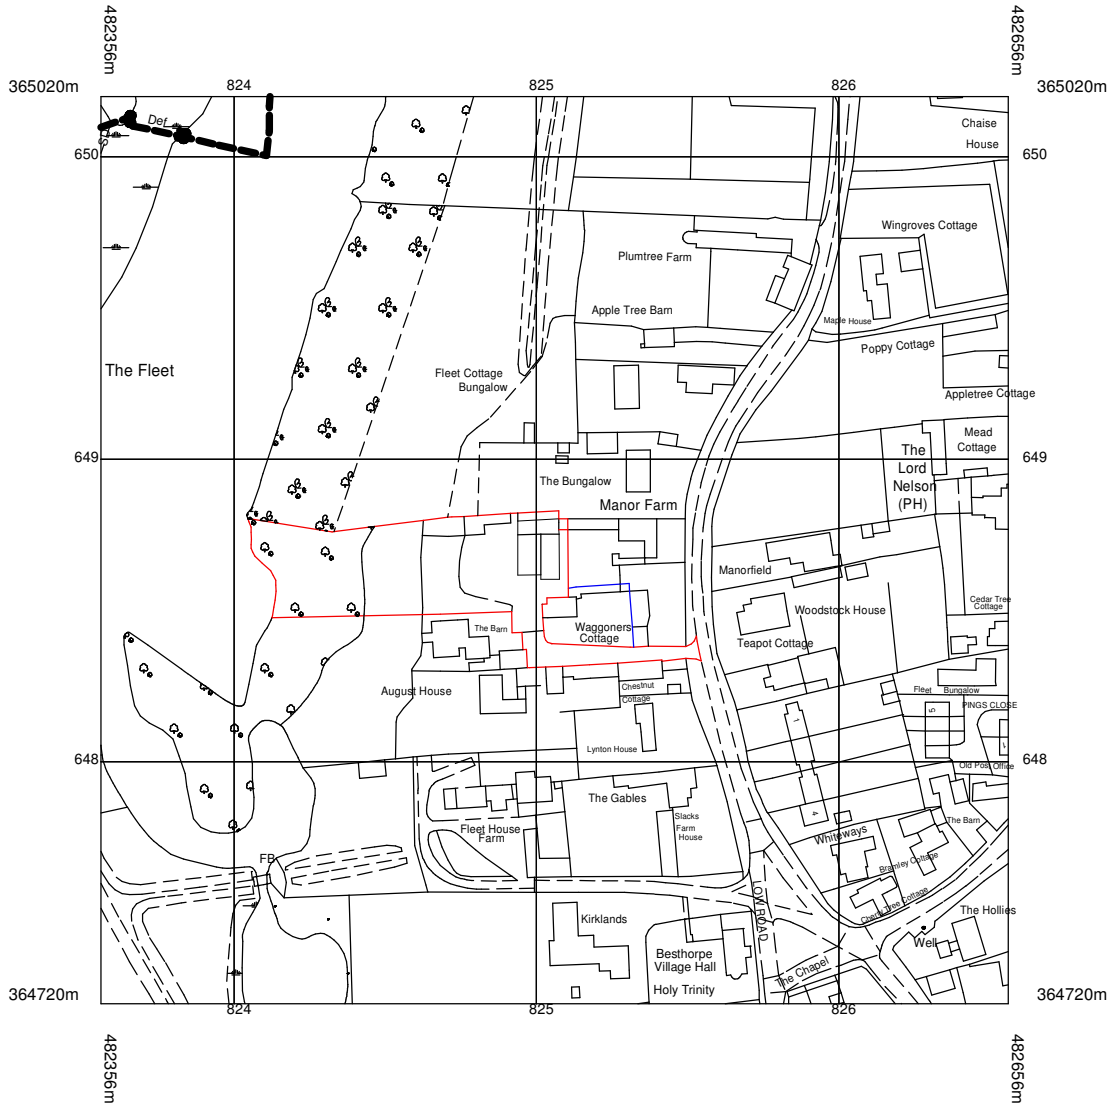 482356m
482656m
365020m
824
825
826
365020m
Def
Chaise
House
650
650
Wingroves Cottage
Plumtree Farm
Apple Tree Barn
Maple House
Poppy Cottage
The Fleet
Fleet Cottage
Bungalow
Appletree Cottage
Mead
Cottage
649
649
The
Lord
Nelson
(PH)
The Bungalow
Manor Farm
Manorfield
Woodstock House
Cedar Tree
Cottage
The Barn
Waggoners
Cottage
Teapot Cottage
August House
Chestnut
Cottage
Fleet Bungalow
PINGS CLOSE
5
1
1
Lynton House
648
648
Old Post Office
The Gables
4
Slacks
Farm
House
The Barn
Fleet House
Farm
Whiteways
Bramley Cottage
FB
LOW ROAD
Cherry Tree Cottage
The Hollies
Kirklands
Well
Besthorpe
Village Hall
The Chapel
Holy Trinity
364720m
824
825
826
364720m
482356m
482656m